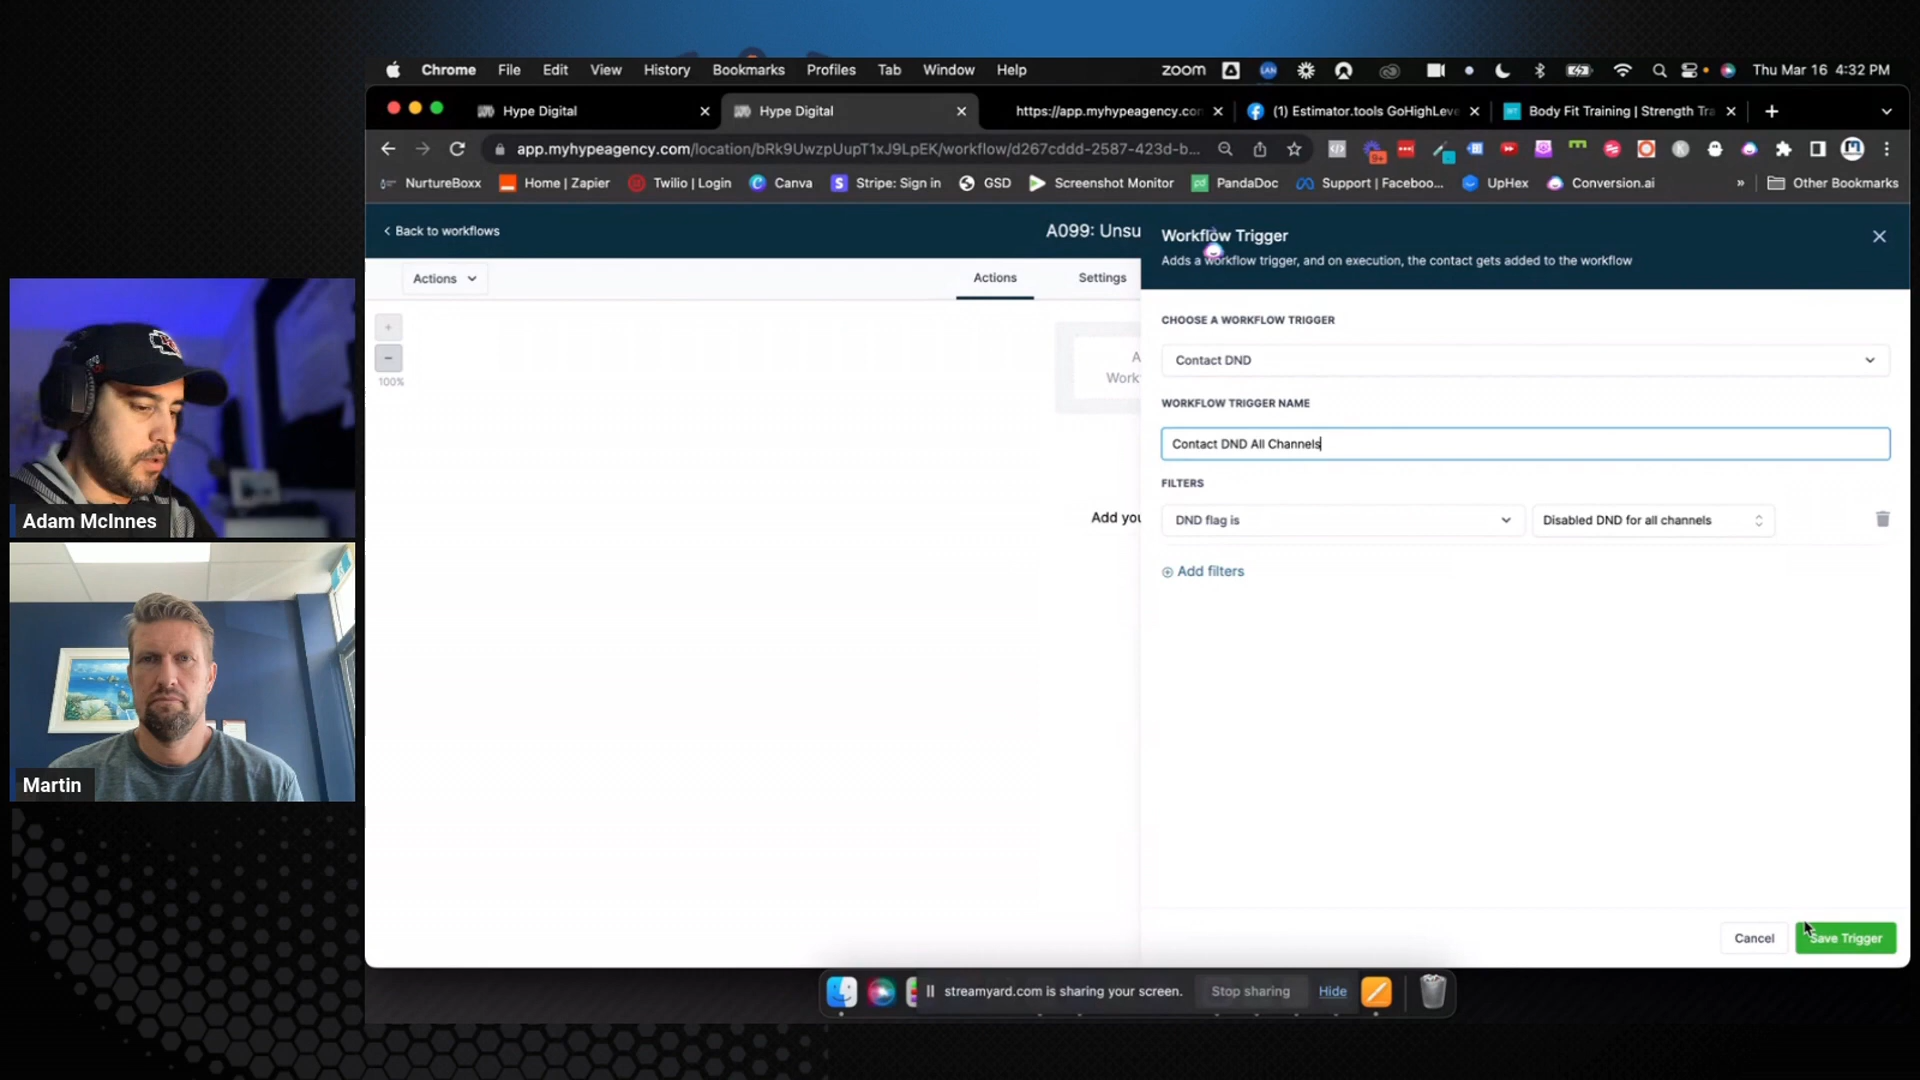 Chrome File Edit View History Bookmarks Profiles Tab Window Help
zoom LAN Thu Mar 16 4:32 PM
Hype Digital
Hype Digital
https://app.myhypeagency.con
(1) Estimator.tools GoHighLeve
Body Fit Training | Strength Tra
app.myhypeagency.com/location/bRk9UwzpUupT1xJ9LpEK/workflow/d267cddd-2587-423d-b...
9+
NurtureBoxx Home | Zapier Twilio | Login Canva Stripe: Sign in GSD Screenshot Monitor PandaDoc Support | Faceboo... UpHex Conversion.ai » Other Bookmarks
Back to workflows
A099: Unsu
Actions
Actions
Settings
+
−
100%
A
Work
Add you
Workflow Trigger
Adds a workflow trigger, and on execution, the contact gets added to the workflow
CHOOSE A WORKFLOW TRIGGER
Contact DND
WORKFLOW TRIGGER NAME
Contact DND All Channels
FILTERS
DND flag is
Disabled DND for all channels
Add filters
Cancel
Save Trigger
Adam McInnes
Martin
streamyard.com is sharing your screen.
Stop sharing
Hide